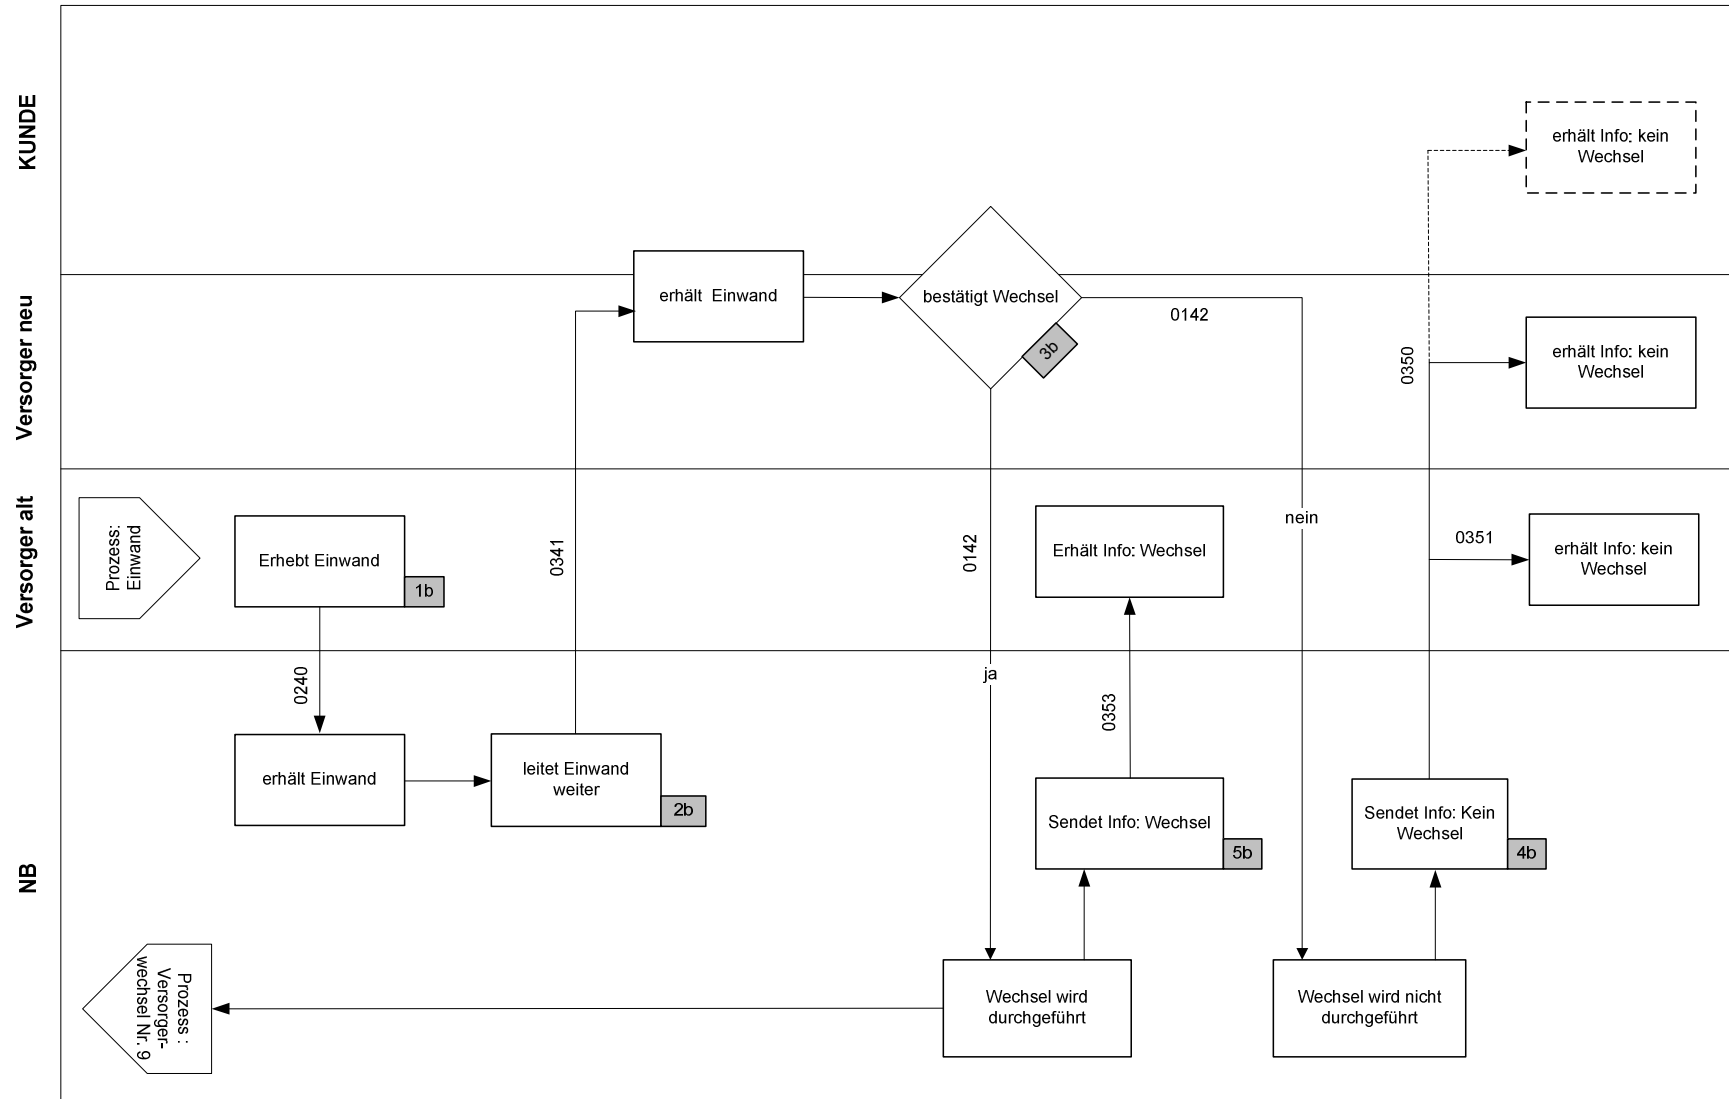 KUNDE
erhält Info: kein
Wechsel
Versorger neu
erhält Einwand
bestätigt Wechsel
3b
0142
0350
erhält Info: kein
Wechsel
Versorger alt
Prozess:
Einwand
Erhebt Einwand
1b
0341
0142
Erhält Info: Wechsel
nein
0351
erhält Info: kein
Wechsel
NB
0240
ja
0353
erhält Einwand
leitet Einwand
weiter
2b
Sendet Info: Wechsel
5b
Sendet Info: Kein
Wechsel
4b
Prozess :
Versorger-
wechsel Nr. 9
Wechsel wird
durchgeführt
Wechsel wird nicht
durchgeführt